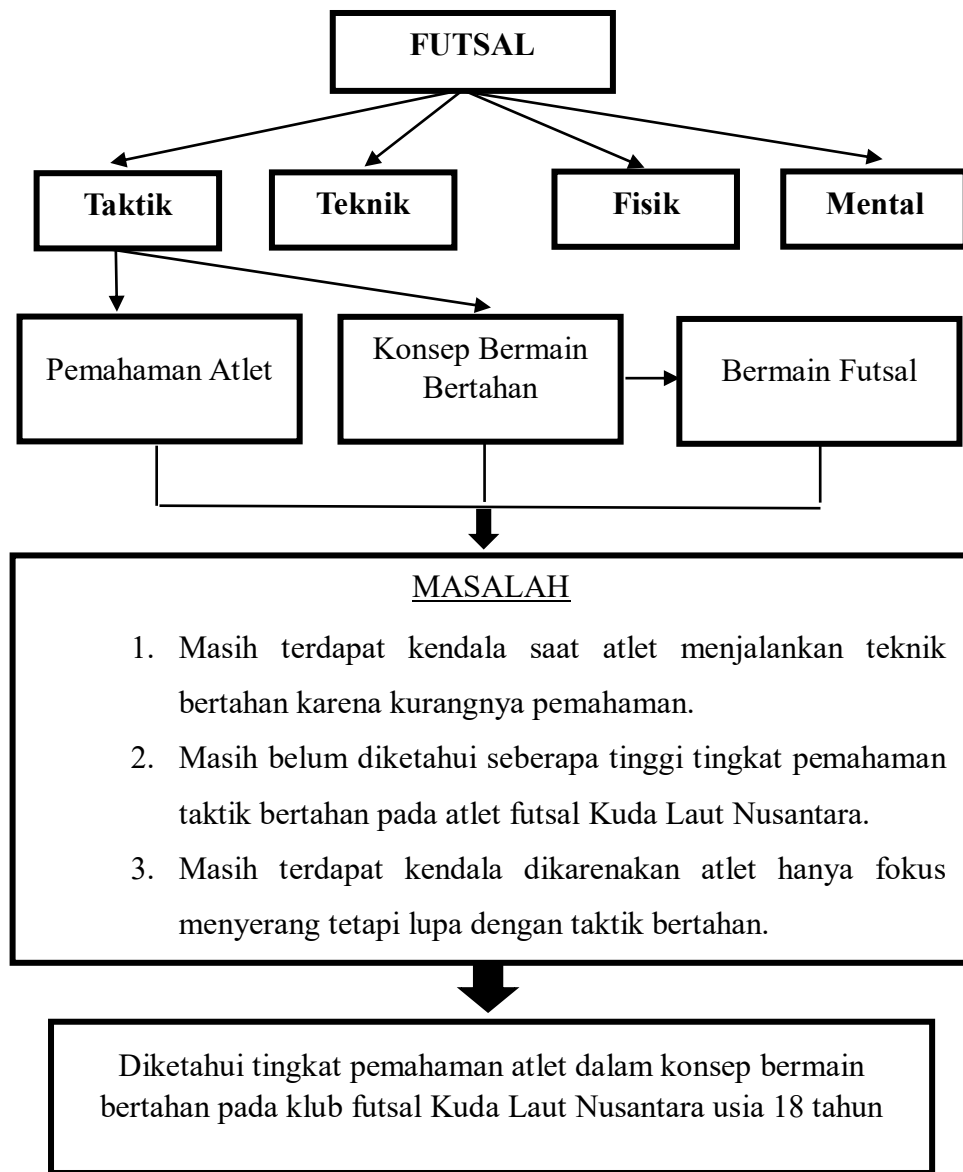 FUTSAL
Taktik
Teknik
Fisik
Mental
Pemahaman Atlet
Konsep Bermain
Bertahan
Bermain Futsal
MASALAH
1. Masih terdapat kendala saat atlet menjalankan teknik
bertahan karena kurangnya pemahaman.
2. Masih belum diketahui seberapa tinggi tingkat pemahaman
taktik bertahan pada atlet futsal Kuda Laut Nusantara.
3. Masih terdapat kendala dikarenakan atlet hanya fokus
menyerang tetapi lupa dengan taktik bertahan.
Diketahui tingkat pemahaman atlet dalam konsep bermain
bertahan pada klub futsal Kuda Laut Nusantara usia 18 tahun